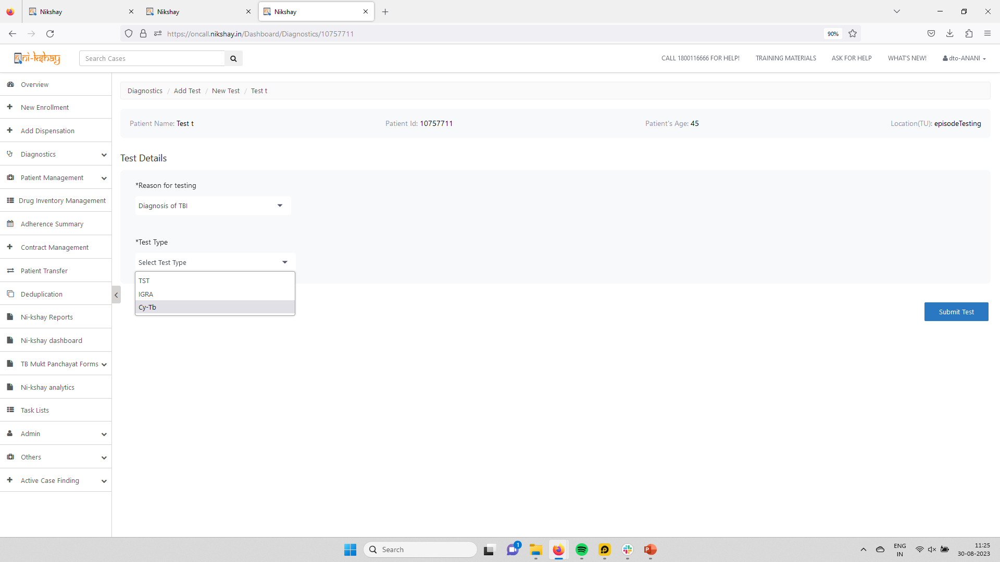 Nikshay
Nikshay
Nikshay
https://oncall.nikshay.in/Dashboard/Diagnostics/10757711
90%
ni-kshay
Search Cases
CALL 1800116666 FOR HELP!
TRAINING MATERIALS
ASK FOR HELP
WHAT'S NEW!
dto-ANANI
Overview
New Enrollment
Add Dispensation
Diagnostics
Patient Management
Drug Inventory Management
Adherence Summary
Contract Management
Patient Transfer
Deduplication
Ni-kshay Reports
Ni-kshay dashboard
TB Mukt Panchayat Forms
Ni-kshay analytics
Task Lists
Admin
Others
Active Case Finding
Diagnostics / Add Test / New Test / Test t
Patient Name: Test t
Patient Id: 10757711
Patient's Age: 45
Location(TU): episodeTesting
Test Details
*Reason for testing
Diagnosis of TBI
*Test Type
Select Test Type
TST
IGRA
Cy-Tb
Submit Test
Search
1
ENG
IN
11:25
30-08-2023